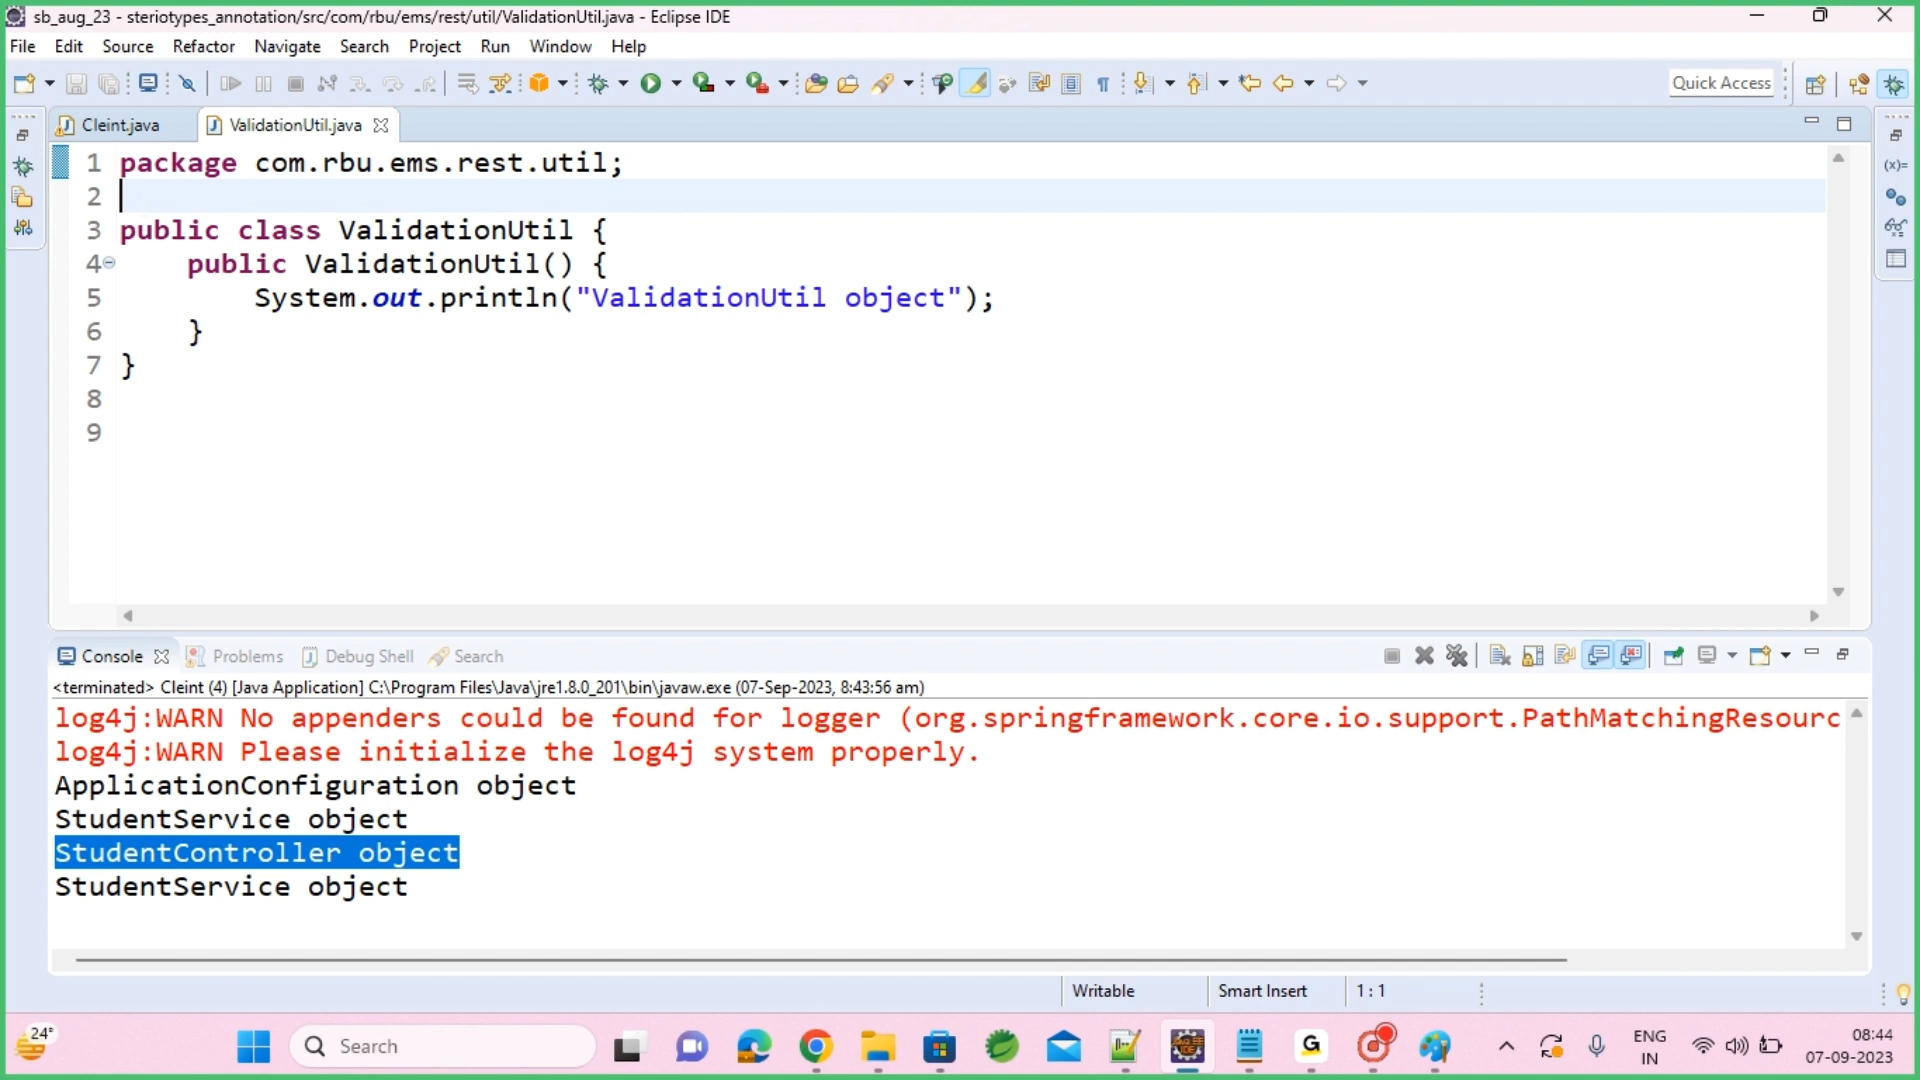 sb_aug_23 - steriotypes_annotation/src/com/rbu/ems/rest/util/ValidationUtil.java - Eclipse IDE
File Edit Source Refactor Navigate Search Project Run Window Help
Quick Access
Cleint.java ValidationUtil.java
1 package com.rbu.ems.rest.util;
2
3 public class ValidationUtil {
4 public ValidationUtil() {
5 System.out.println("ValidationUtil object");
6 }
7 }
8
9
Console Problems Debug Shell Search
<terminated> Cleint (4) [Java Application] C:\Program Files\Java\jre1.8.0_201\bin\javaw.exe (07-Sep-2023, 8:43:56 am)
log4j:WARN No appenders could be found for logger (org.springframework.core.io.support.PathMatchingResourc
log4j:WARN Please initialize the log4j system properly.
ApplicationConfiguration object
StudentService object
StudentController object
StudentService object
Writable Smart Insert 1 : 1
24°
Search
ENG
IN
08:44
07-09-2023